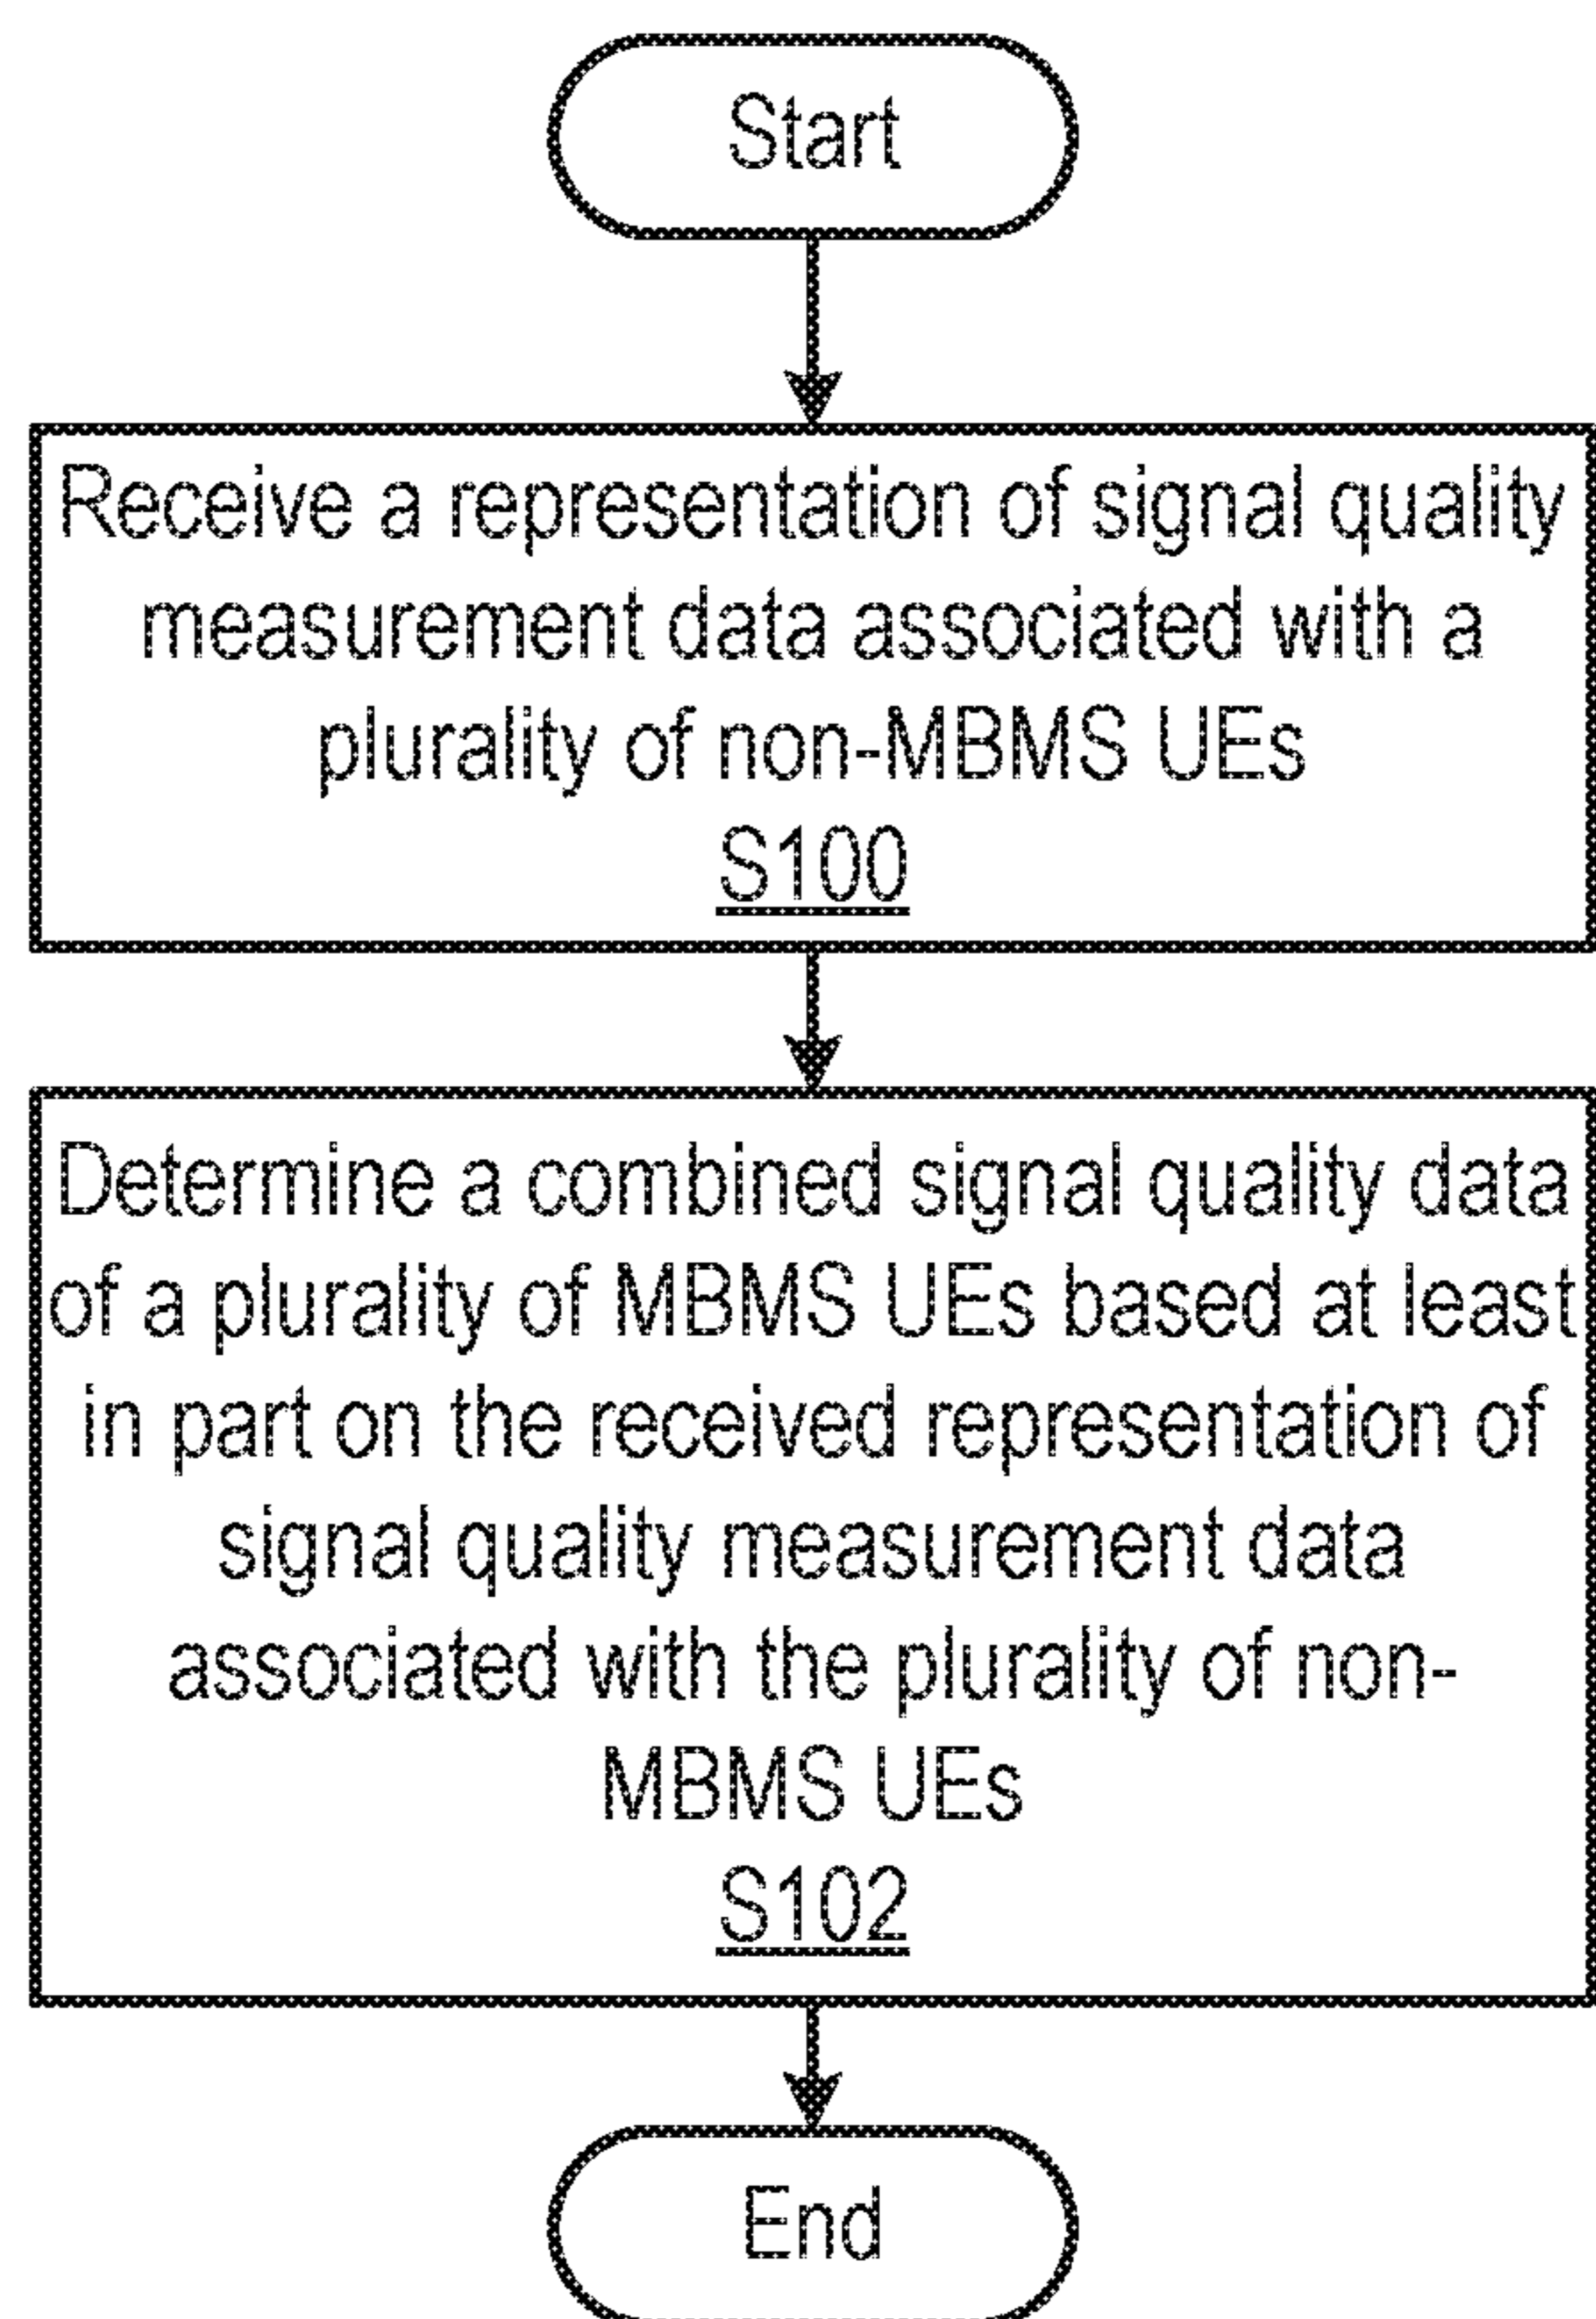 Start
Receive a representation of signal quality
measurement data associated with a
plurality of non-MBMS UEs
S100
Determine a combined signal quality data
of a plurality of MBMS UEs based at least
in part on the received representation of
signal quality measurement data
associated with the plurality of non-
MBMS UEs
S102
End